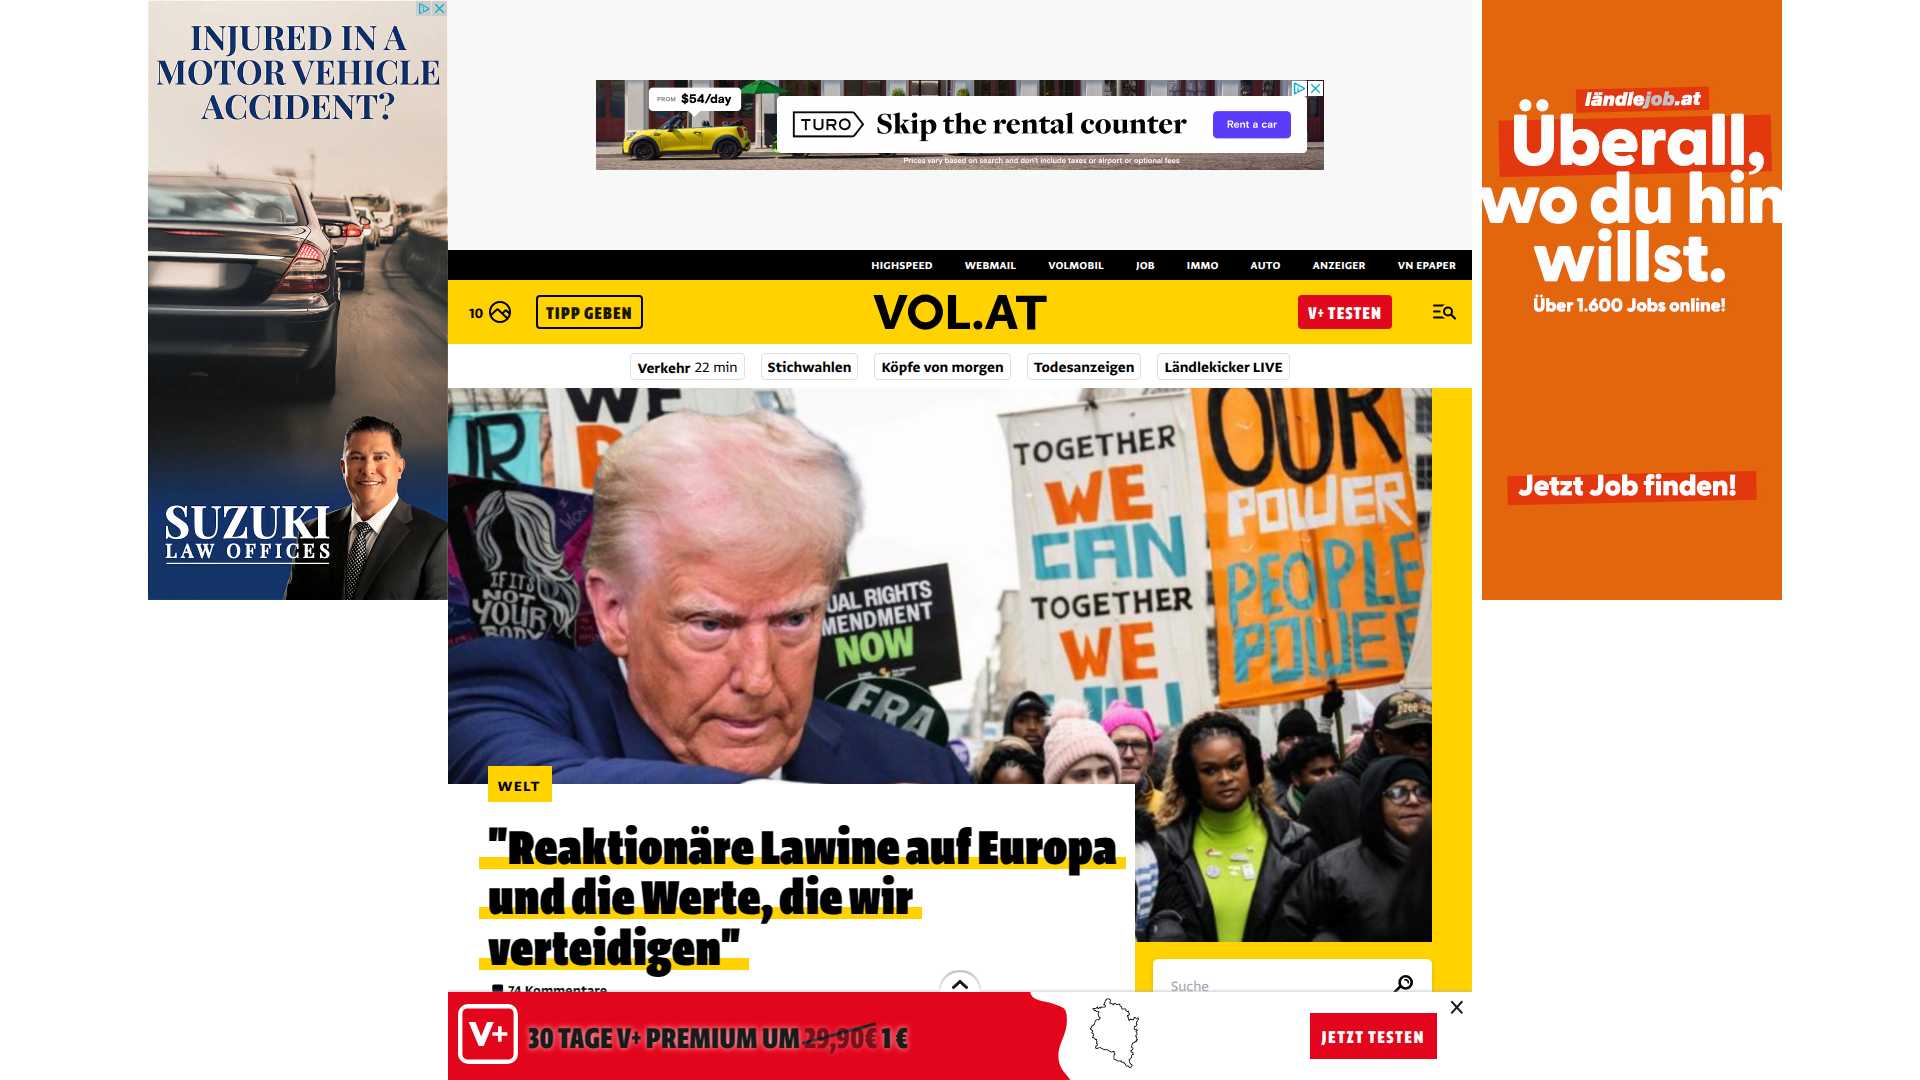 INJURED IN A
MOTOR VEHICLE
ACCIDENT?
SUZUKI
LAW OFFICES
FROM $54/day
TURO
Skip the rental counter
Rent a car
Prices vary based on search and don't include taxes or airport or optional fees
ländlejob.at
Überall,
wo du hin
willst.
Über 1.600 Jobs online!
Jetzt Job finden!
HIGHSPEED WEBMAIL VOLMOBIL JOB IMMO AUTO ANZEIGER VN EPAPER
10
TIPP GEBEN
VOL.AT
V+ TESTEN
Verkehr 22 min
Stichwahlen
Köpfe von morgen
Todesanzeigen
Ländlekicker LIVE
WE
IF IT'S
NOT
YOUR
BODY
UAL RIGHTS
MENDMENT
NOW
ERA
TOGETHER
WE
CAN
TOGETHER
WE
OUR
POWER
PEOPLE
POWER
WELT
"Reaktionäre Lawine auf Europa
und die Werte, die wir
verteidigen"
74 Kommentare
Suche
V+
30 TAGE V+ PREMIUM UM 29,90€ 1 €
JETZT TESTEN